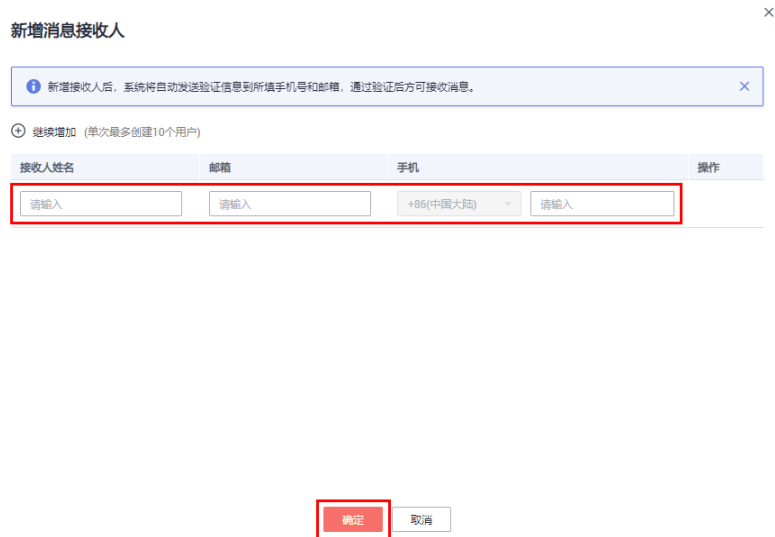 新增消息接收人
新增接收人后，系统将自动发送验证信息到所填手机号和邮箱，通过验证后方可接收消息。
继续增加 (单次最多创建10个用户)
接收人姓名 邮箱 手机 操作
请输入 请输入 +86(中国大陆) 请输入
确定 取消